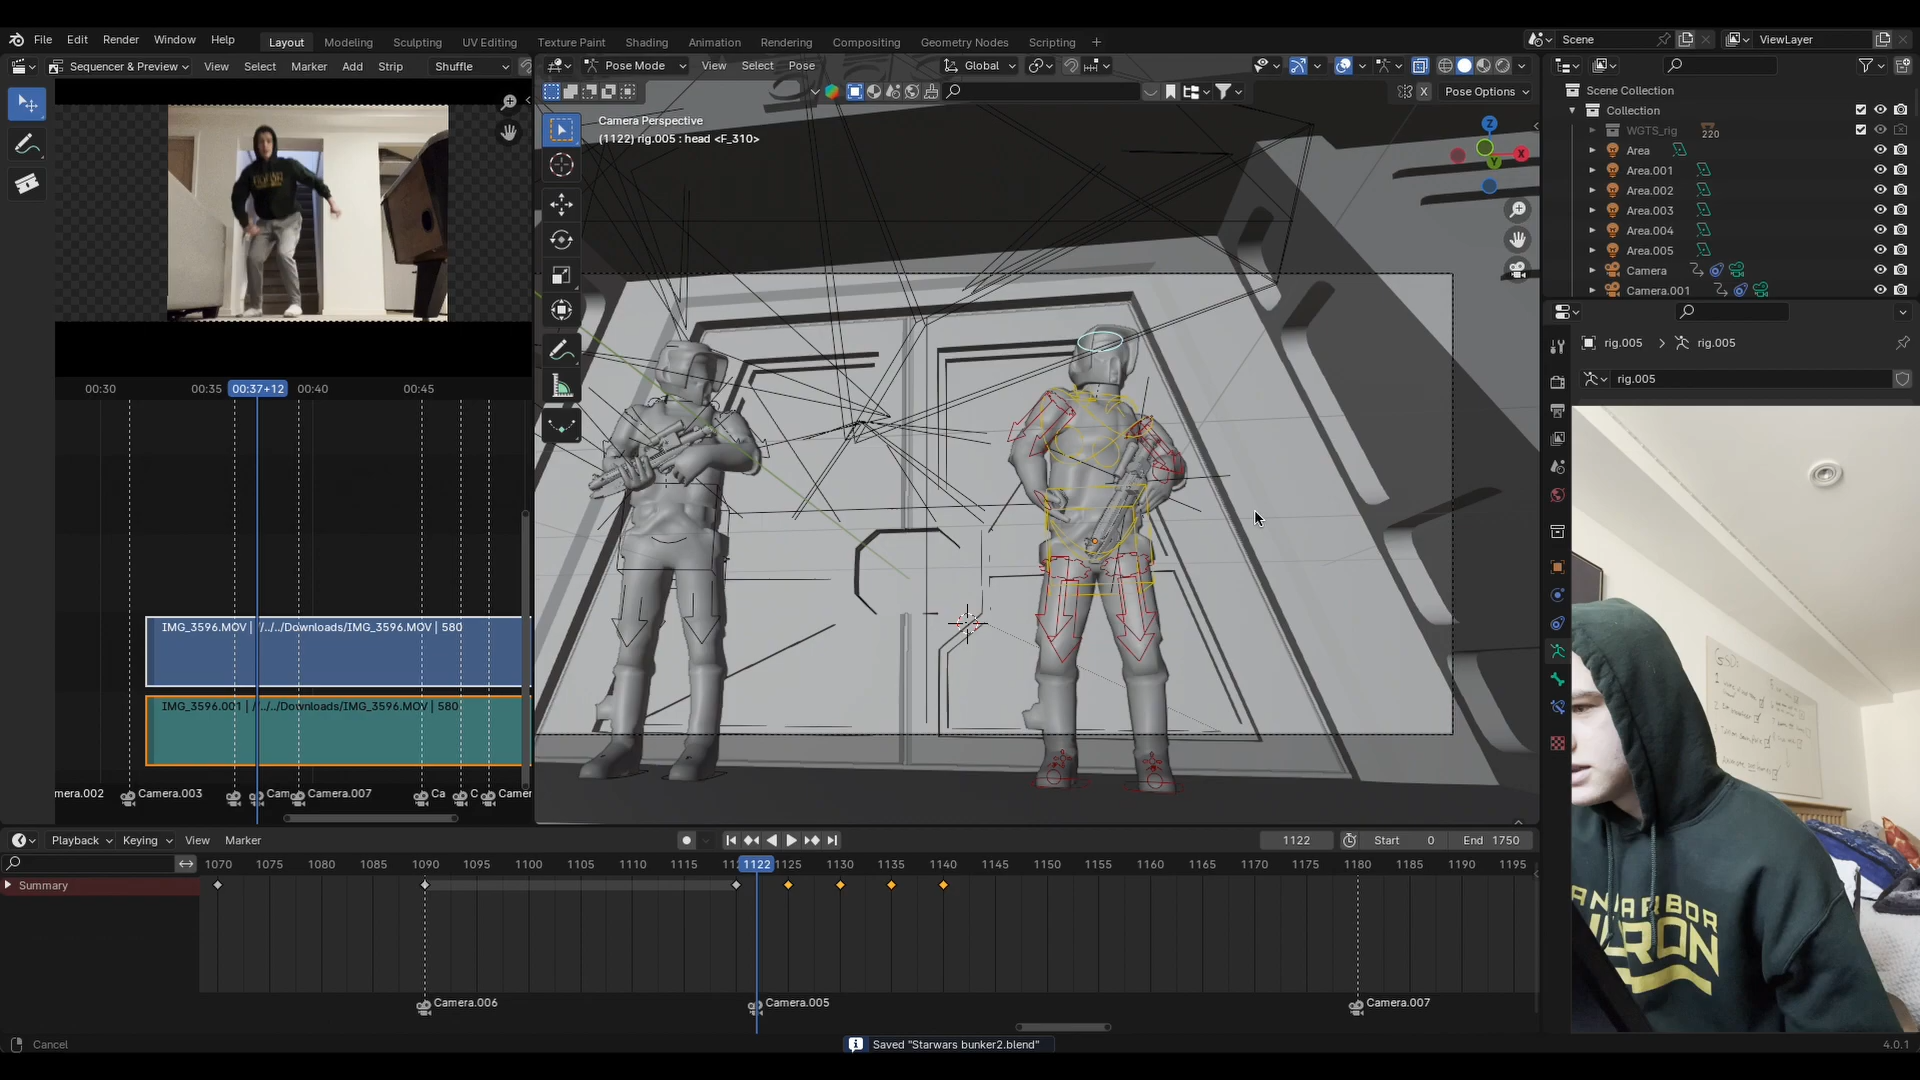 File Edit Render Window Help
Layout Modeling Sculpting UV Editing Texture Paint Shading Animation Rendering Compositing Geometry Nodes Scripting +
Scene
ViewLayer
Sequencer & Preview View Select Marker Add Strip Shuffle
Pose Mode View Select Pose Global
Pose Options
X
Camera Perspective
(1122) rig.005 : head <F_310>
Z
X
Y
Scene Collection
Collection
WGTS_rig 220
Area
Area.001
Area.002
Area.003
Area.004
Area.005
Camera
Camera.001
rig.005 > rig.005
rig.005
00:30 00:35 00:37+12 00:40 00:45
IMG_3596.MOV | /../../Downloads/IMG_3596.MOV | 580
IMG_3596.001 | /../../Downloads/IMG_3596.MOV | 580
mera.002 Camera.003 Cam Camera.007 Ca C Camer
Playback Keying View Marker
1122 Start 0 End 1750
1070 1075 1080 1085 1090 1095 1100 1105 1110 1115 112 1122 1125 1130 1135 1140 1145 1150 1155 1160 1165 1170 1175 1180 1185 1190 1195
Summary
Camera.006 Camera.005 Camera.007
Cancel
Saved "Starwars bunker2.blend"
4.0.1
ARBOR
RON